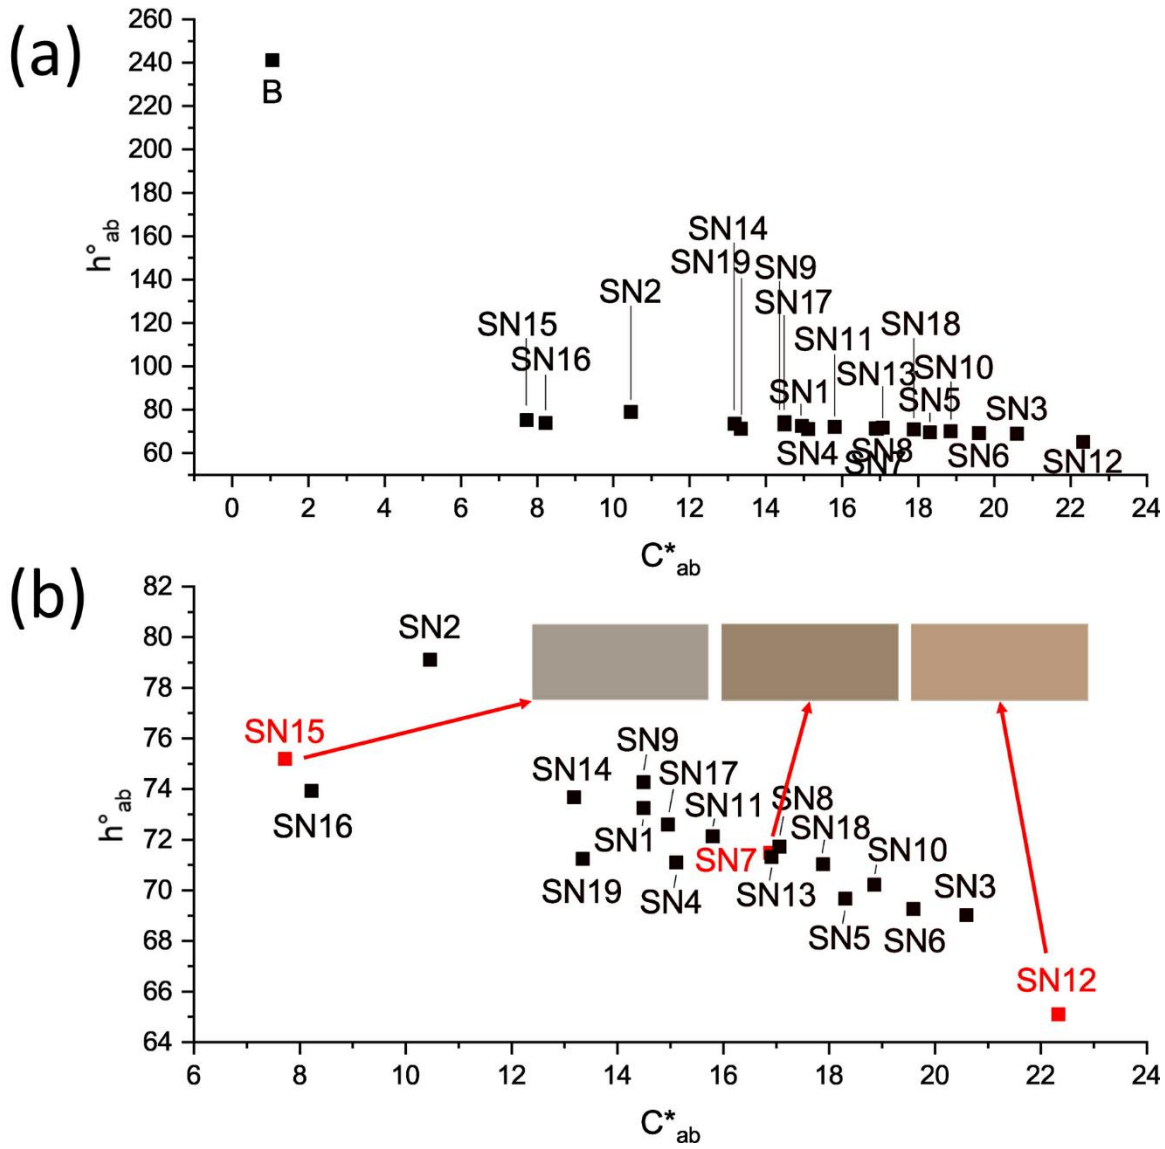 (a)
260
240
220
200
180
160
140
120
100
80
60
h°ab
B
SN14
SN19 SN9
SN2 SN17
SN15 SN11 SN18
SN16 SN13 SN10
SN1 SN5 SN3
SN4 SN8 SN6 SN12
SN7
0 2 4 6 8 10 12 14 16 18 20 22 24
C*ab
(b)
82
80
78
76
74
72
70
68
66
64
h°ab
SN2
SN15 SN9
SN14 SN17
SN16 SN11 SN8
SN1 SN18
SN7 SN10
SN19 SN4 SN13 SN3
SN5 SN6
SN12
6 8 10 12 14 16 18 20 22 24
C*ab